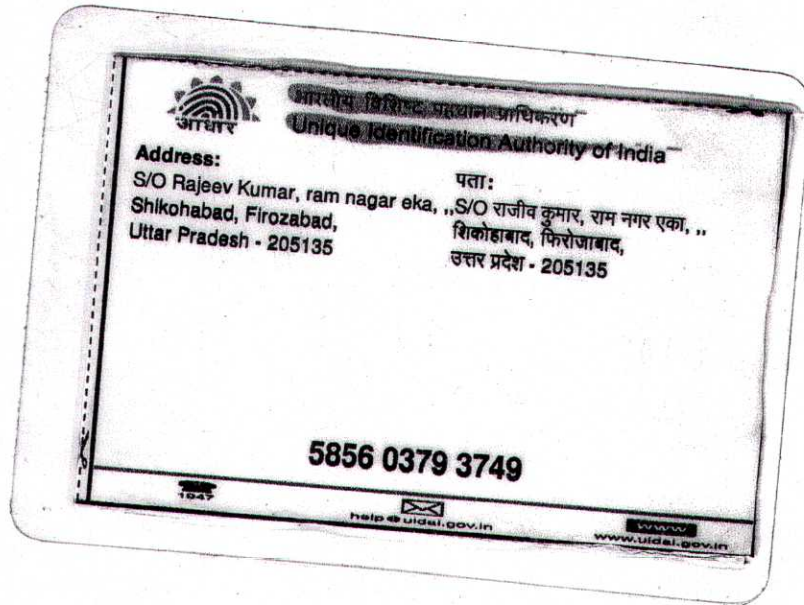 भारतीय विशिष्ट पहचान प्राधिकरण
Unique Identification Authority of India
आधार
Address:
S/O Rajeev Kumar, ram nagar eka, ,,
Shikohabad, Firozabad,
Uttar Pradesh - 205135
पता:
S/O राजीव कुमार, राम नगर एका, ,,
शिकोहाबाद, फिरोजाबाद,
उत्तर प्रदेश - 205135
5856 0379 3749
1947
help@uidai.gov.in
www
www.uidai.gov.in